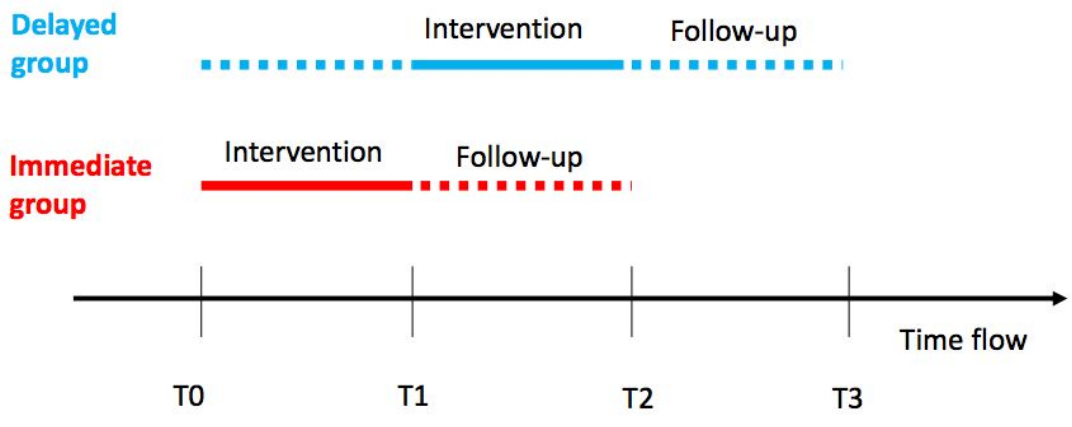 Delayed
group
Intervention
Follow-up
Immediate
group
Intervention
Follow-up
Time flow
T0
T1
T2
T3